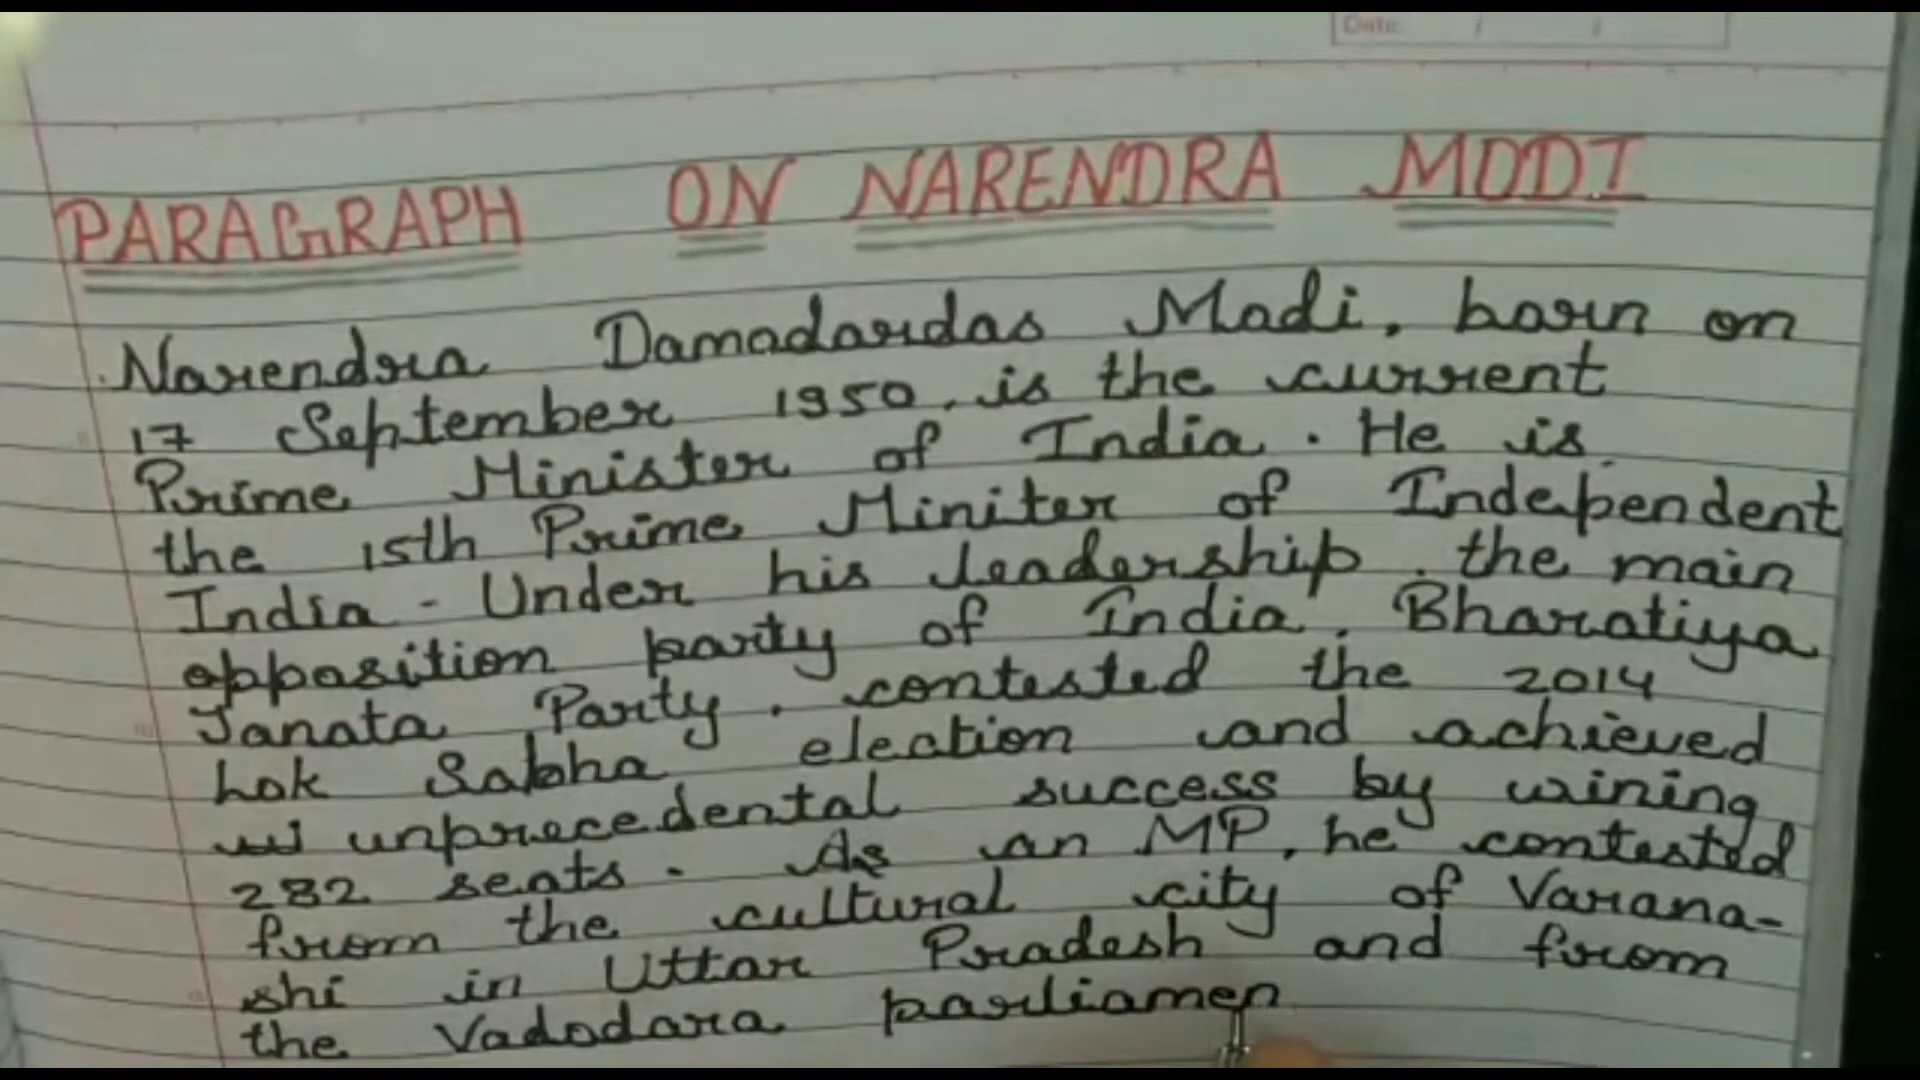 Date: / /
PARAGRAPH ON NARENDRA MODI
Narendra Damodardas Modi, born on
17 September 1950, is the current
Prime Minister of India. He is
the 15th Prime Miniter of Independent
India - Under his leadership, the main
opposition party of India, Bharatiya
Janata Party, contested the 2014
Lok Sabha election and achieved
unprecedental success by wining
282 seats. As an MP, he contested
from the cultural city of Varana-
shi in Uttar Pradesh and from
the Vadodara parliamen